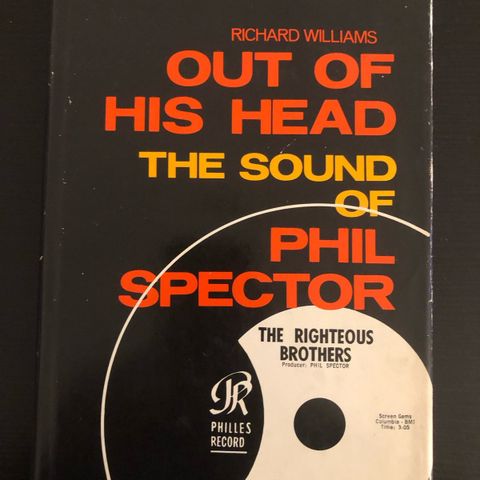 RICHARD WILLIAMS
OUT OF
HIS HEAD
THE SOUND
OF
PHIL
SPECTOR
THE RIGHTEOUS
BROTHERS
Producer: PHIL SPECTOR
PR
PHILLES
RECORD
Screen Gems
Columbia - BMI
Time: 3:05